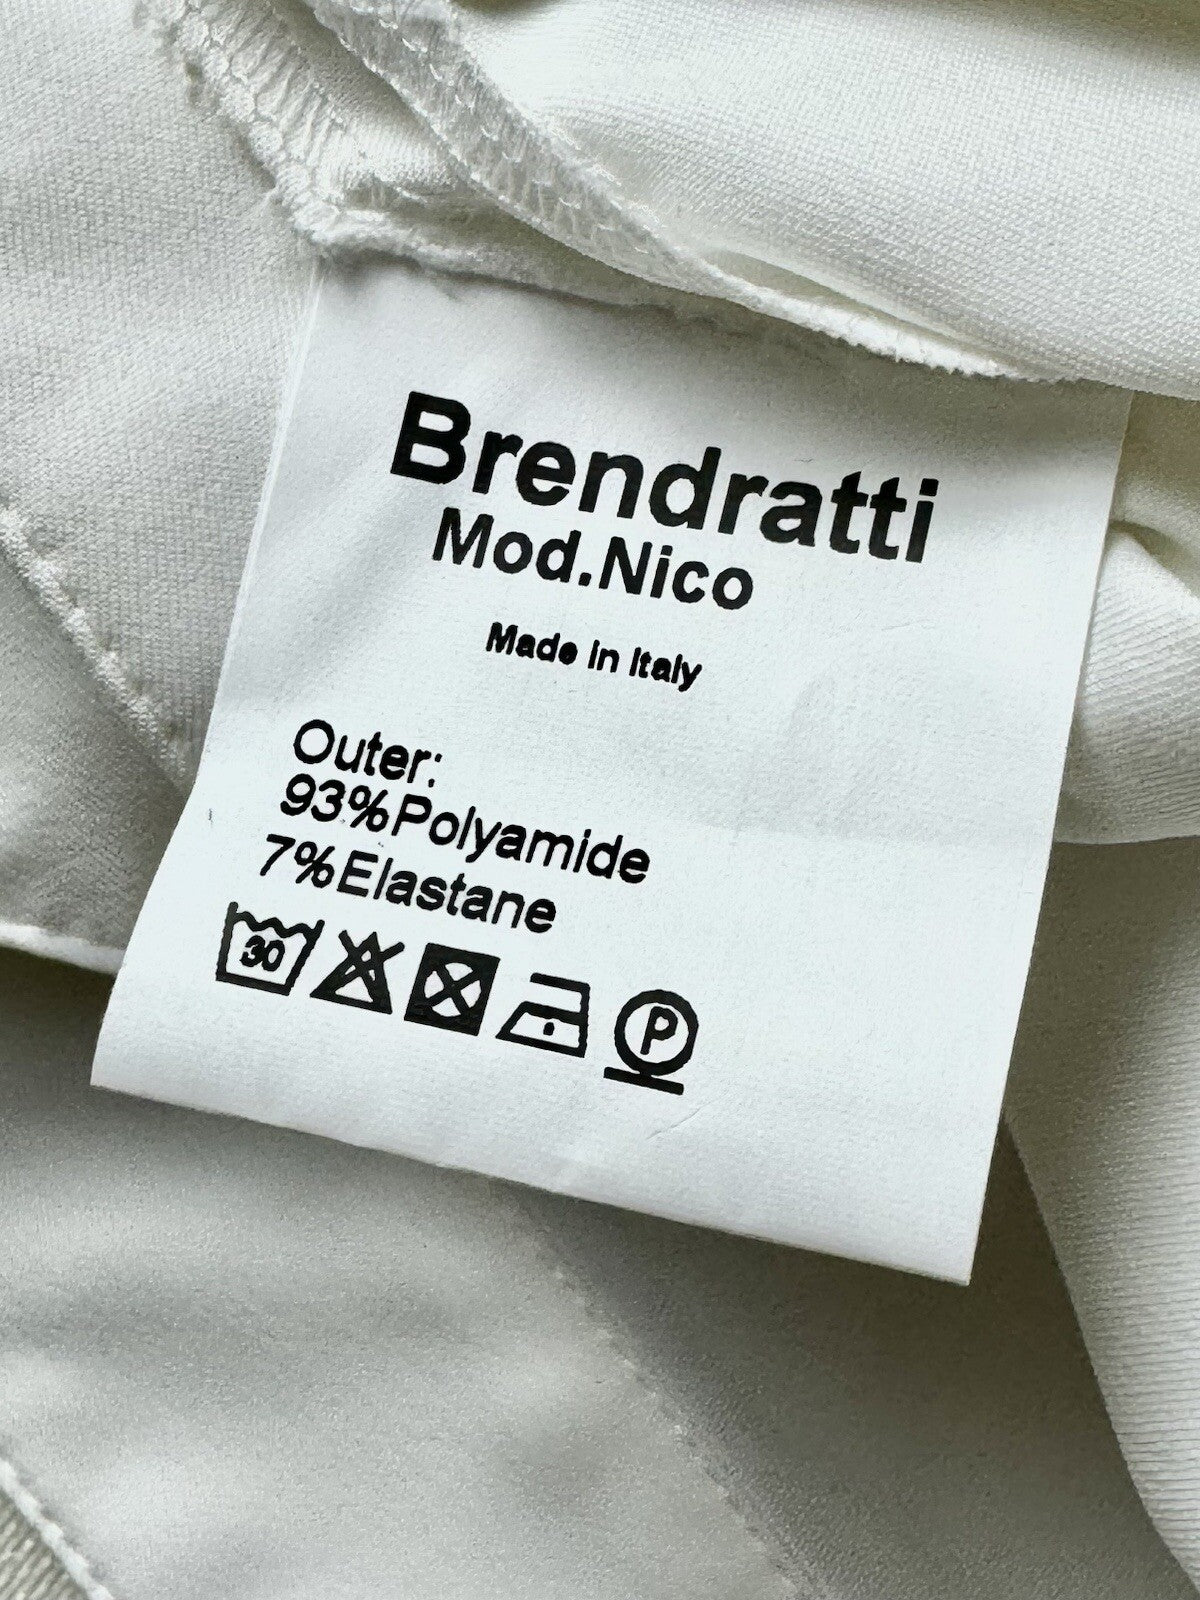 Brendratti
Mod.Nico
Made in Italy
Outer:
93%Polyamide
7%Elastane
30
P